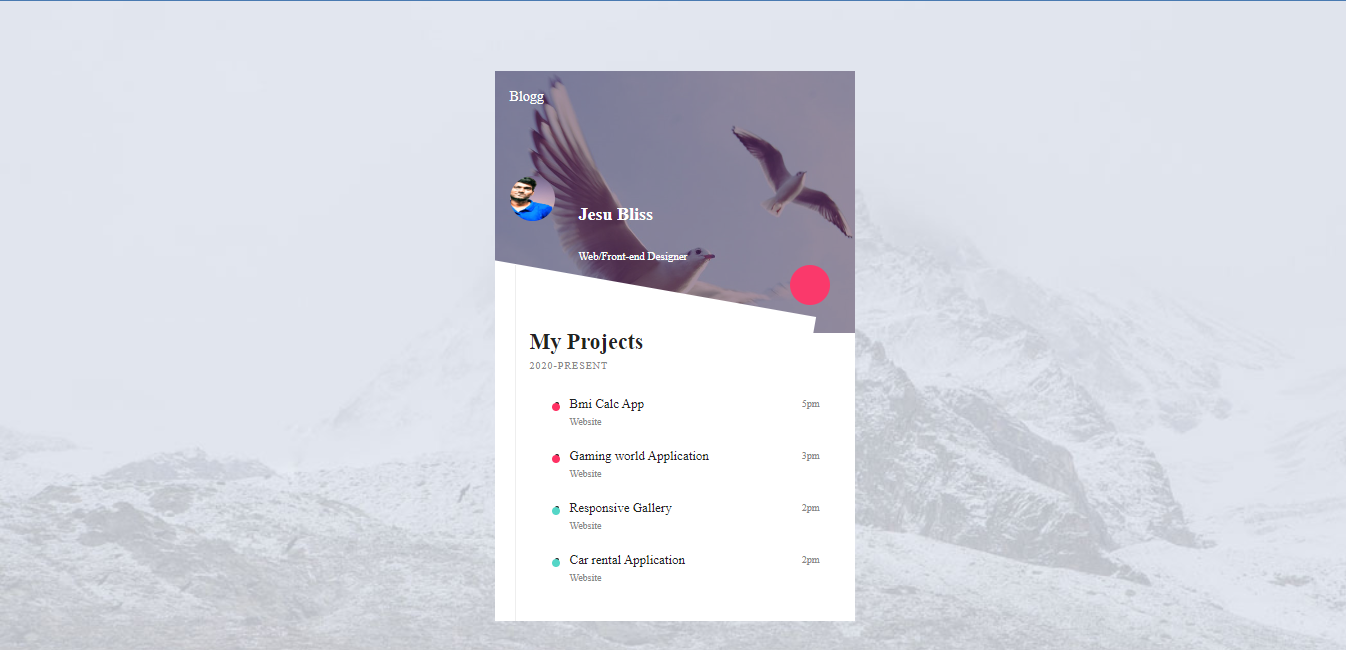 Blogg
Jesu Bliss
Web/Front-end Designer
My Projects
2020-PRESENT
Bmi Calc App 5pm
Website
Gaming world Application 3pm
Website
Responsive Gallery 2pm
Website
Car rental Application 2pm
Website